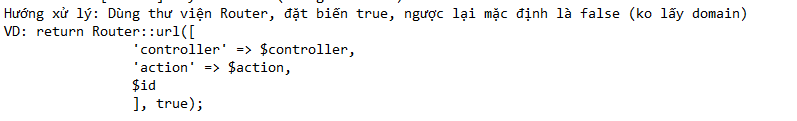 Hướng xử lý: Dùng thư viện Router, đặt biến true, ngược lại mặc định là false (ko lấy domain)
VD: return Router::url([
'controller' => $controller,
'action' => $action,
$id
], true);